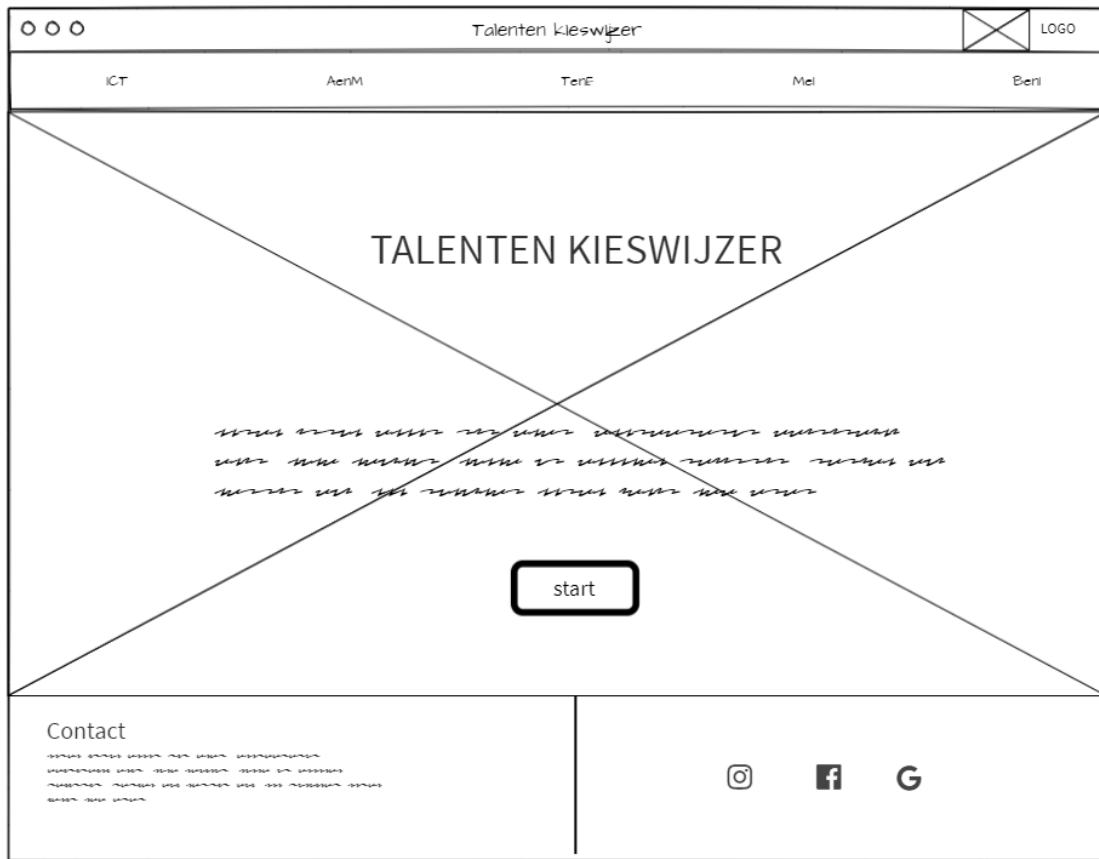 Talenten kieswijzer
LOGO
ICT AenM TenE MeI BenI
TALENTEN KIESWIJZER
start
Contact